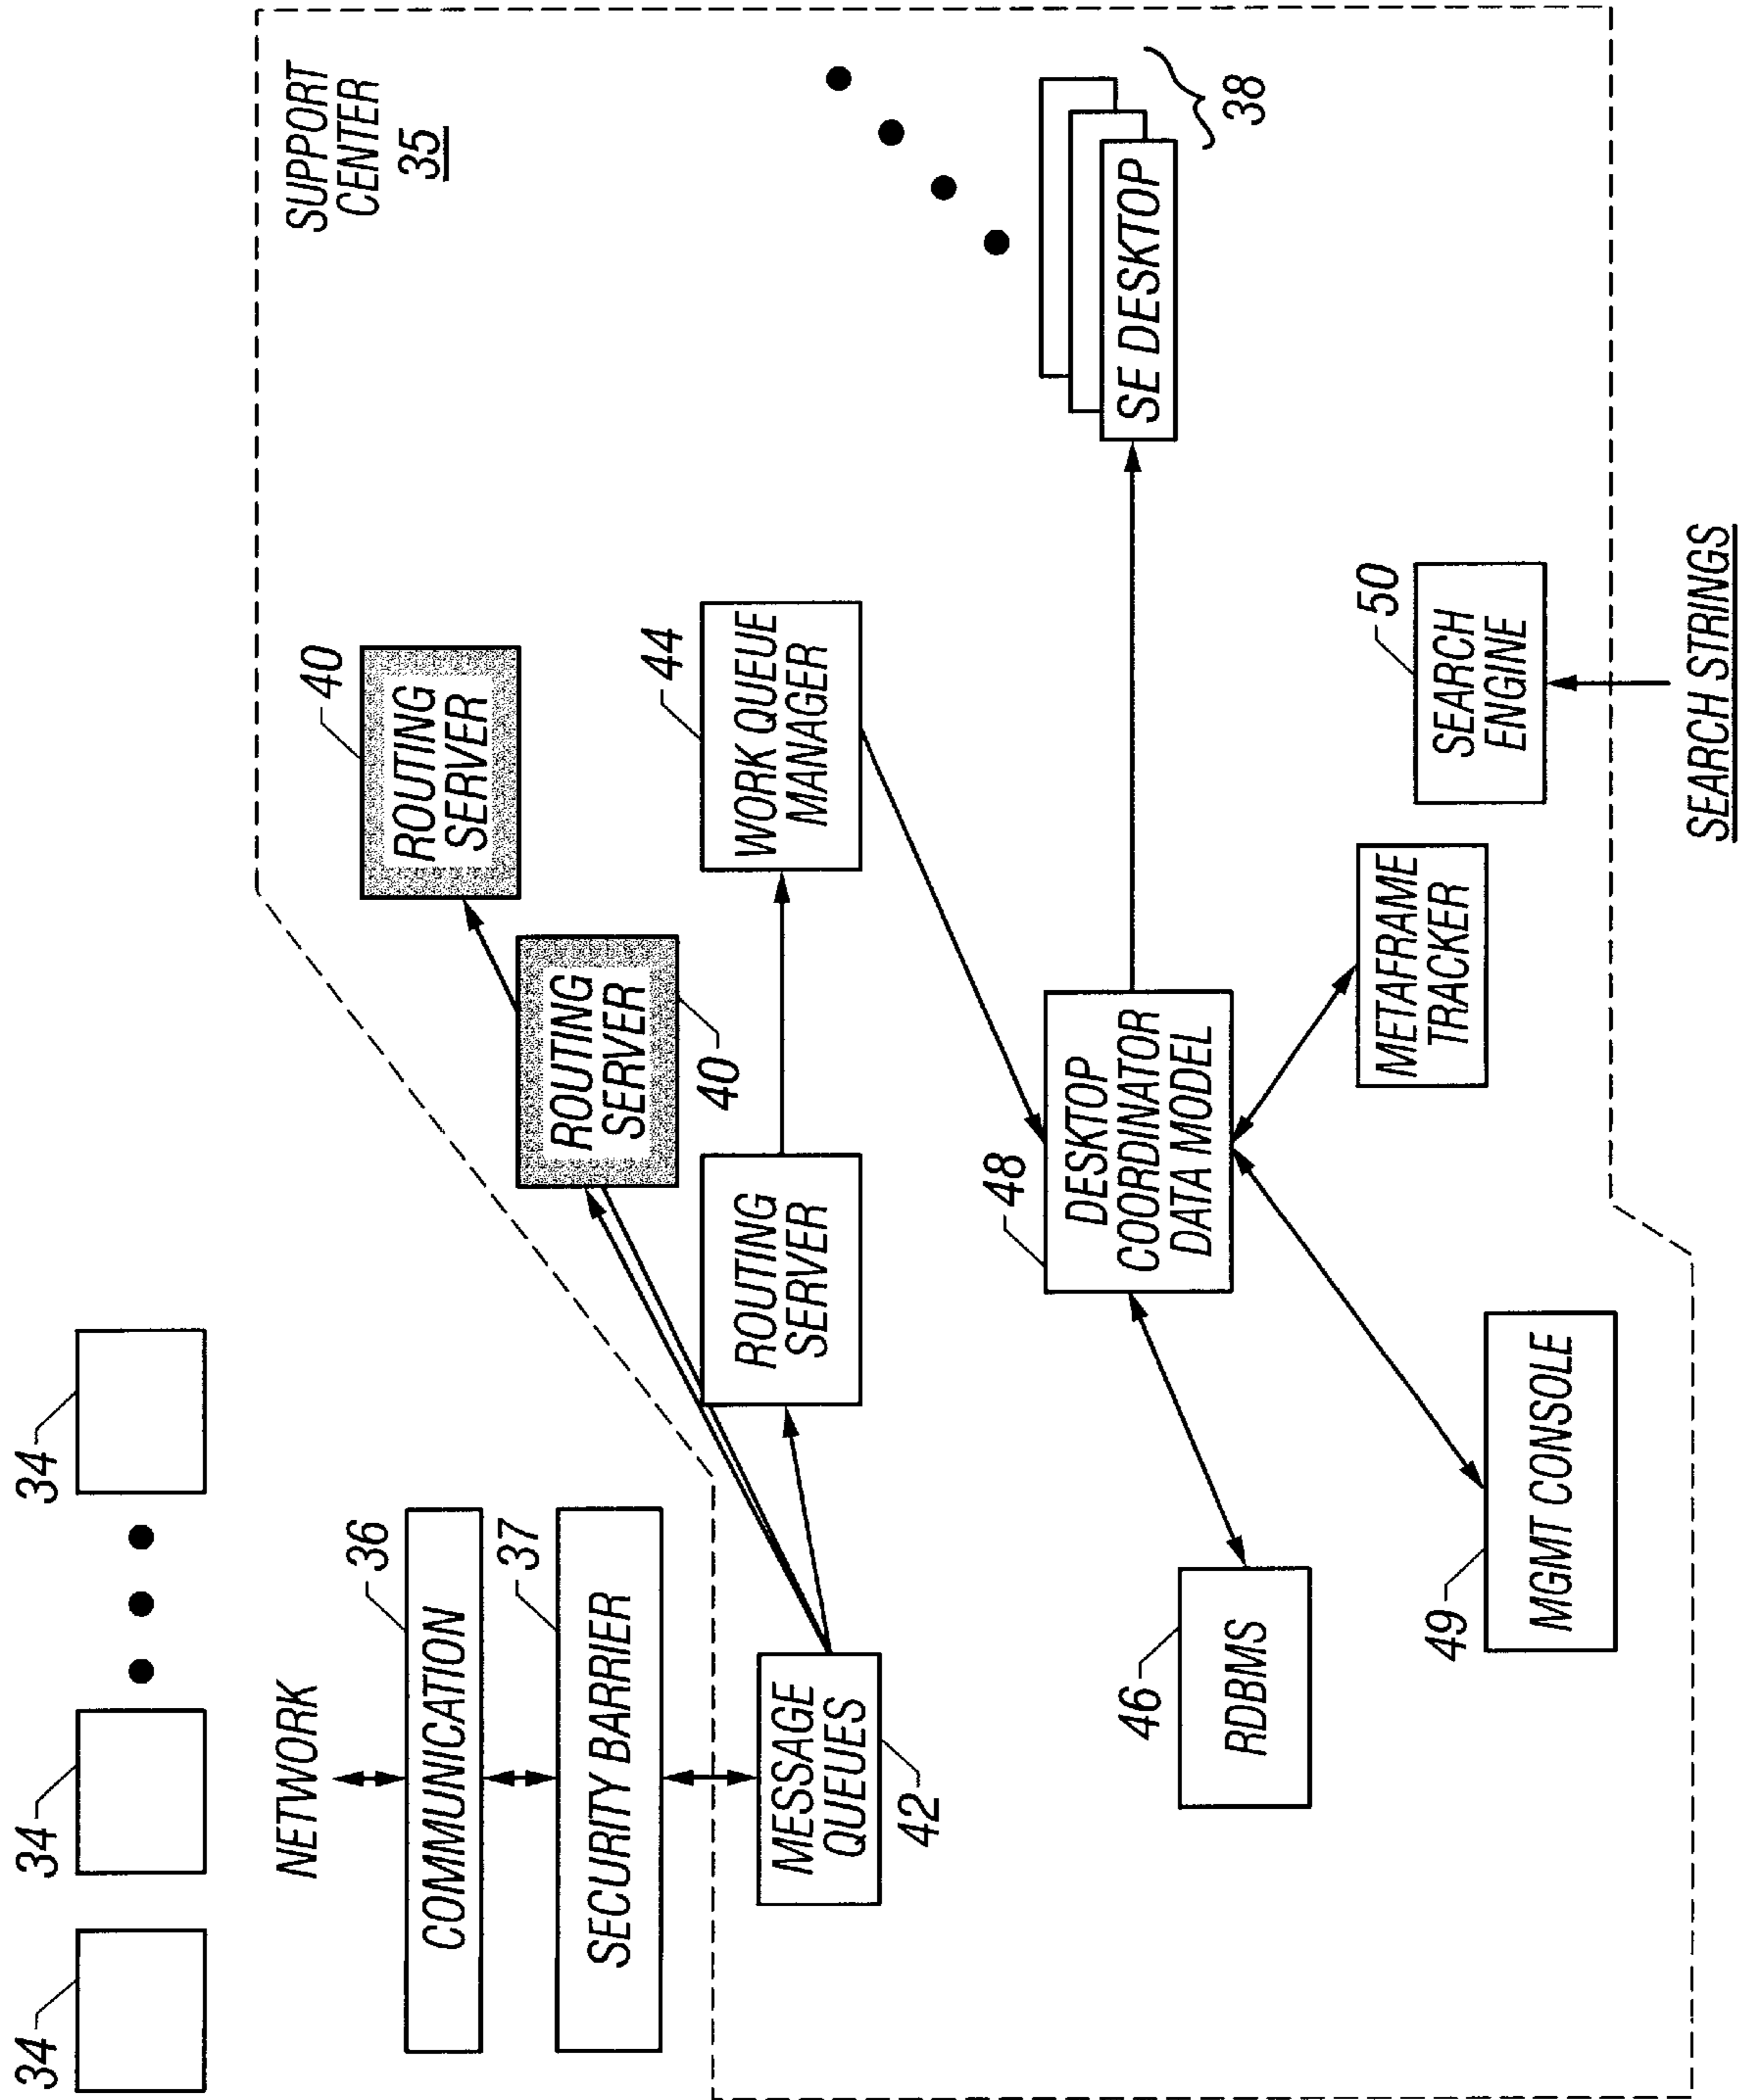 34
34
34
NETWORK
36
COMMUNICATION
37
SECURITY BARRIER
SUPPORT
CENTER
35
40
ROUTING
SERVER
ROUTING
SERVER
40
MESSAGE
QUEUES
42
ROUTING
SERVER
44
WORK QUEUE
MANAGER
48
DESKTOP
COORDINATOR
DATA MODEL
SE DESKTOP
38
46
RDBMS
49
MGMT CONSOLE
METAFRAME
TRACKER
50
SEARCH
ENGINE
SEARCH STRINGS